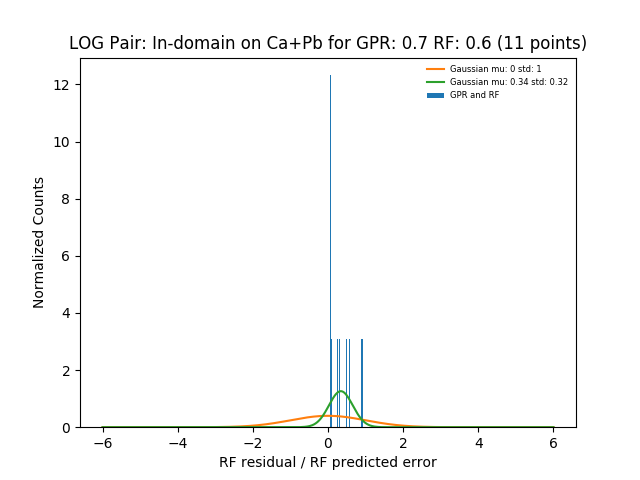 LOG Pair: In-domain on Ca+Pb for GPR: 0.7 RF: 0.6 (11 points)
Gaussian mu: 0 std: 1
Gaussian mu: 0.34 std: 0.32
GPR and RF
Normalized Counts
12
10
8
6
4
2
0
−6 −4 −2 0 2 4 6
RF residual / RF predicted error